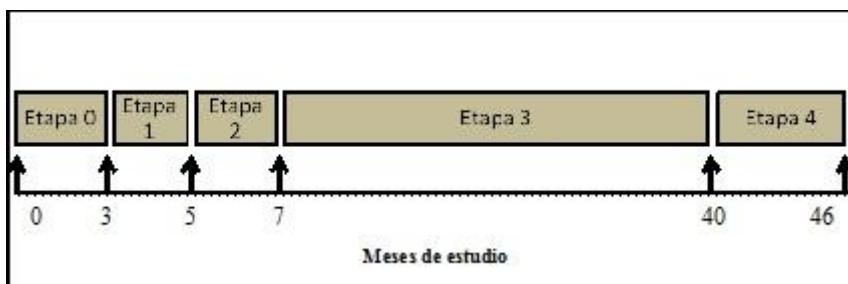 Etapa 0
Etapa
1
Etapa
2
Etapa 3
Etapa 4
0 3 5 7 40 46
Meses de estudio